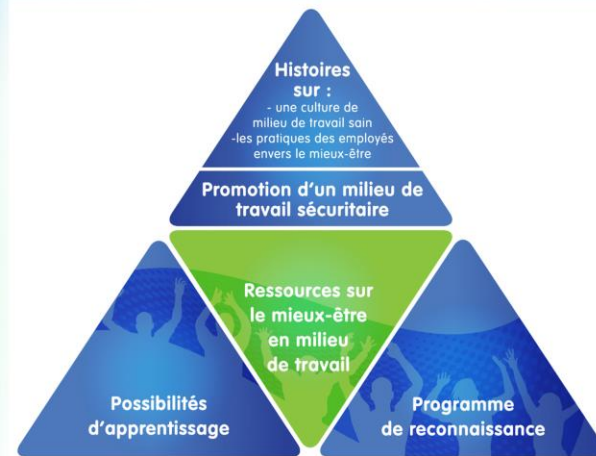 Histoires
sur :
- une culture de
milieu de travail sain
-les pratiques des employés
envers le mieux-être
Promotion d'un milieu de
travail sécuritaire
Ressources sur
le mieux-être
en milieu
de travail
Possibilités
d'apprentissage
Programme
de reconnaissance